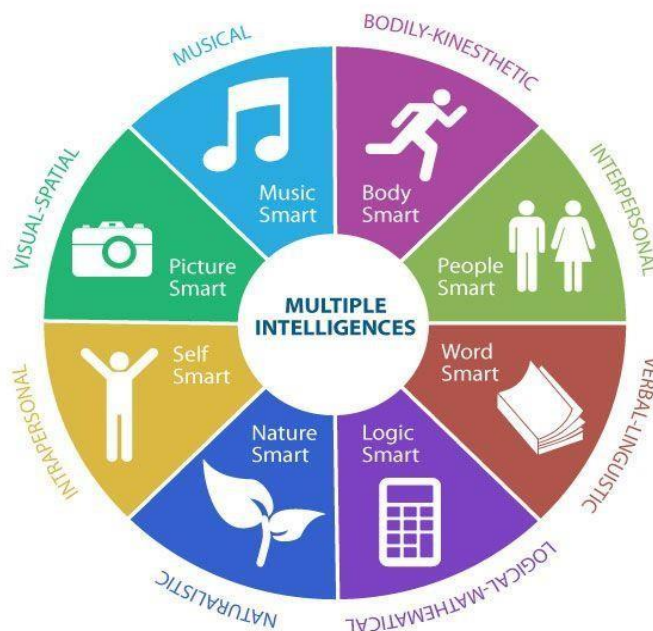 MUSICAL
BODILY-KINESTHETIC
INTERPERSONAL
VERBAL-LINGUISTIC
LOGICAL-MATHEMATICAL
NATURALISTIC
INTRAPERSONAL
VISUAL-SPATIAL
Music
Smart
Body
Smart
People
Smart
Word
Smart
Logic
Smart
Nature
Smart
Self
Smart
Picture
Smart
MULTIPLE
INTELLIGENCES